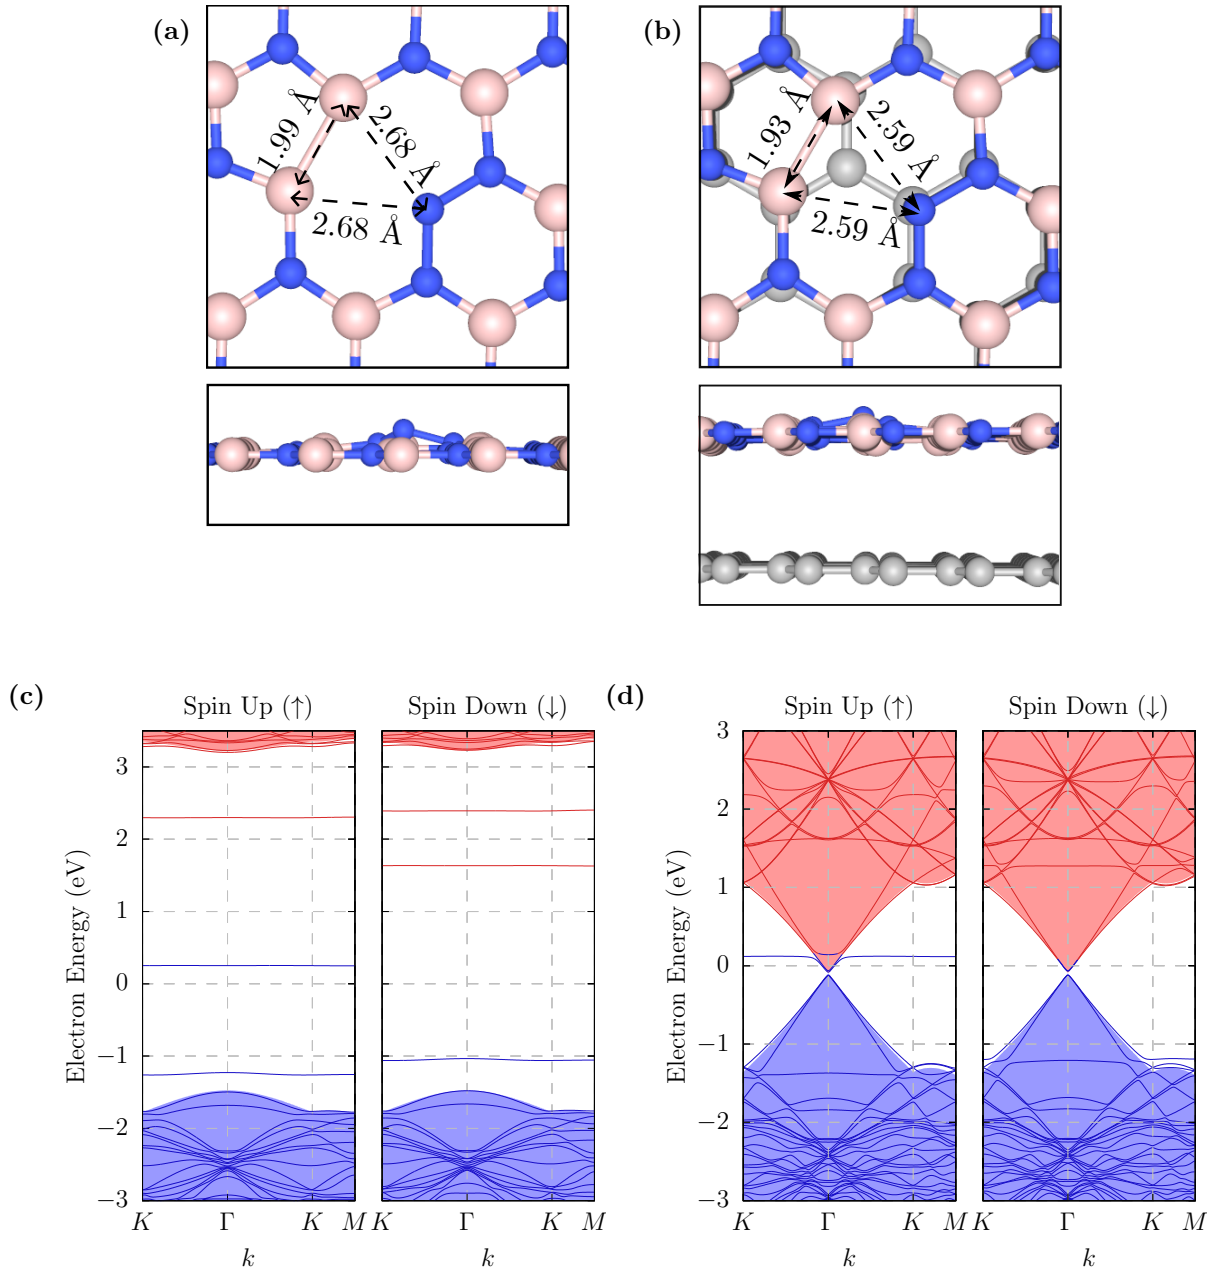 (a)
1.99 Å
2.68 Å
2.68 Å
(b)
1.93 Å
2.59 Å
2.59 Å
(c)
Spin Up (↑)
Spin Down (↓)
Electron Energy (eV)
3
2
1
0
−1
−2
−3
K Γ K M
K Γ K M
k
k
(d)
Spin Up (↑)
Spin Down (↓)
Electron Energy (eV)
3
2
1
0
−1
−2
−3
K Γ K M
K Γ K M
k
k